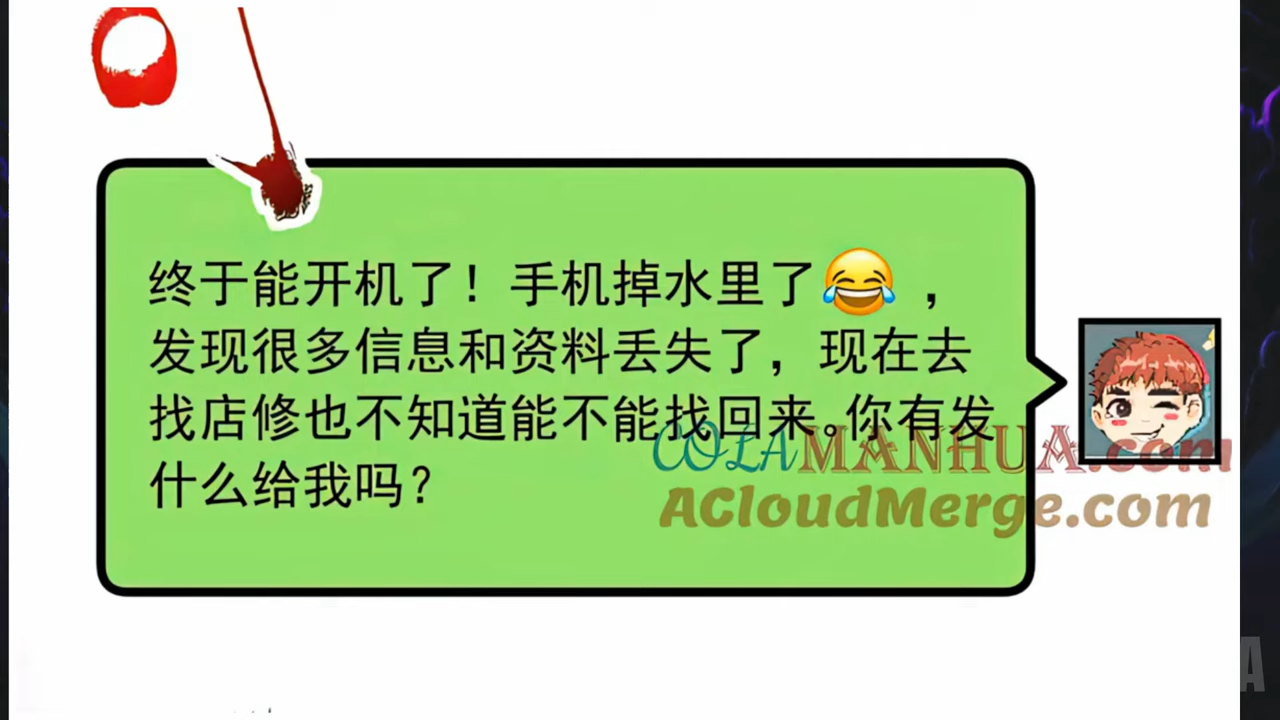 终于能开机了！手机掉水里了😂，
发现很多信息和资料丢失了，现在去
找店修也不知道能不能找回来。你有发
什么给我吗？
COLAMANHUA.com
ACloudMerge.com
A